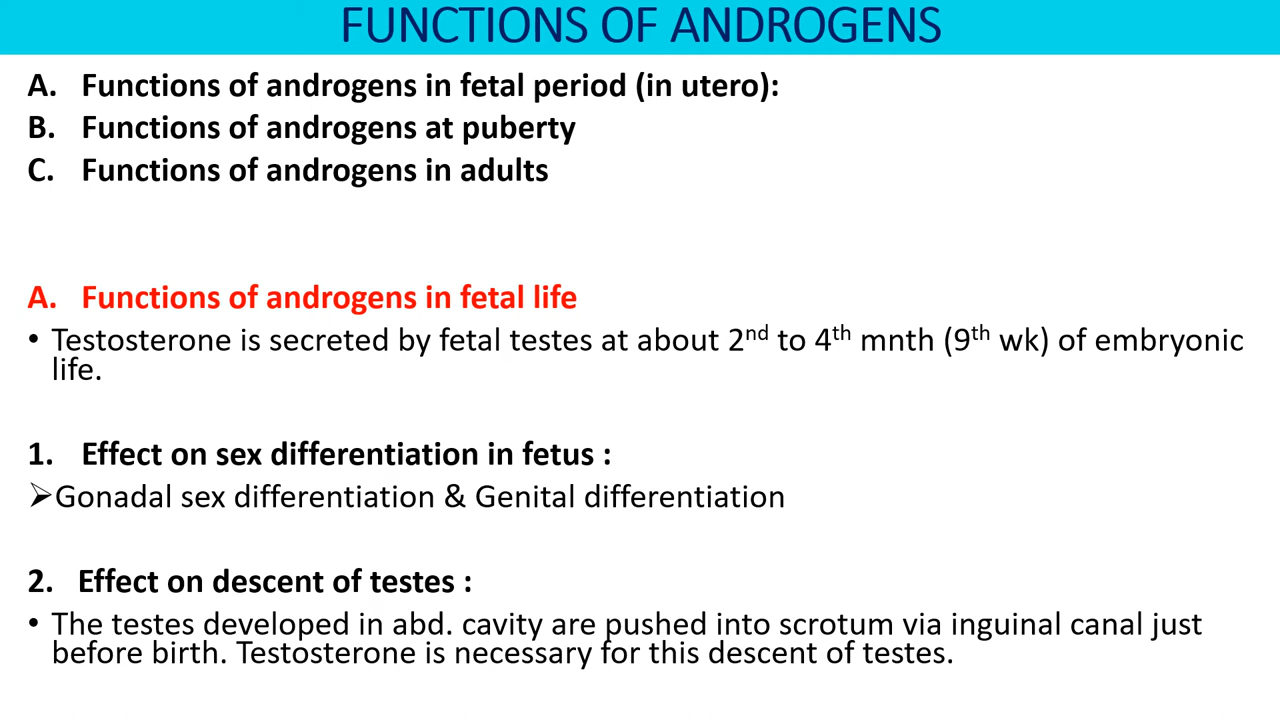 FUNCTIONS OF ANDROGENS
A. Functions of androgens in fetal period (in utero):
B. Functions of androgens at puberty
C. Functions of androgens in adults
A. Functions of androgens in fetal life
• Testosterone is secreted by fetal testes at about 2nd to 4th mnth (9th wk) of embryonic
life.
1. Effect on sex differentiation in fetus :
➢Gonadal sex differentiation & Genital differentiation
2. Effect on descent of testes :
• The testes developed in abd. cavity are pushed into scrotum via inguinal canal just
before birth. Testosterone is necessary for this descent of testes.